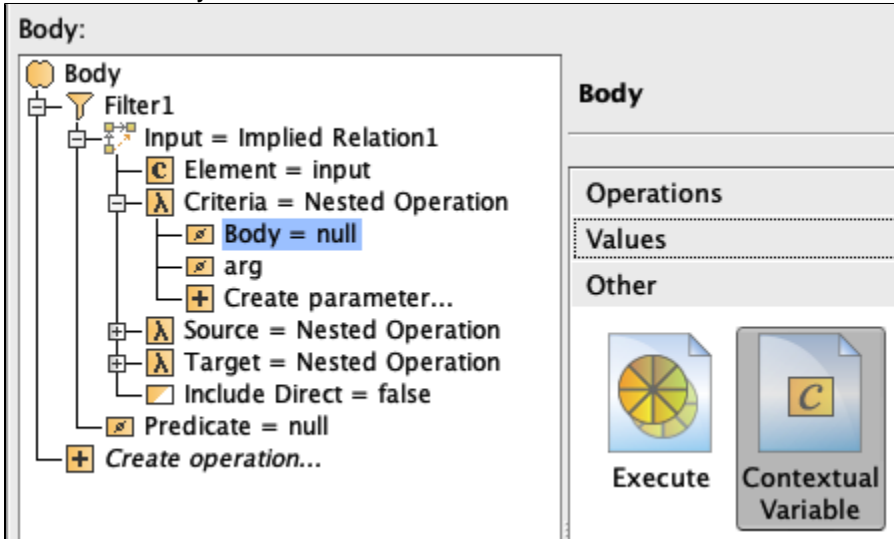 Body:
Body
Filter1
Input = Implied Relation1
Element = input
Criteria = Nested Operation
Body = null
arg
Create parameter...
Source = Nested Operation
Target = Nested Operation
Include Direct = false
Predicate = null
Create operation...
Body
Operations
Values
Other
Execute
Contextual
Variable